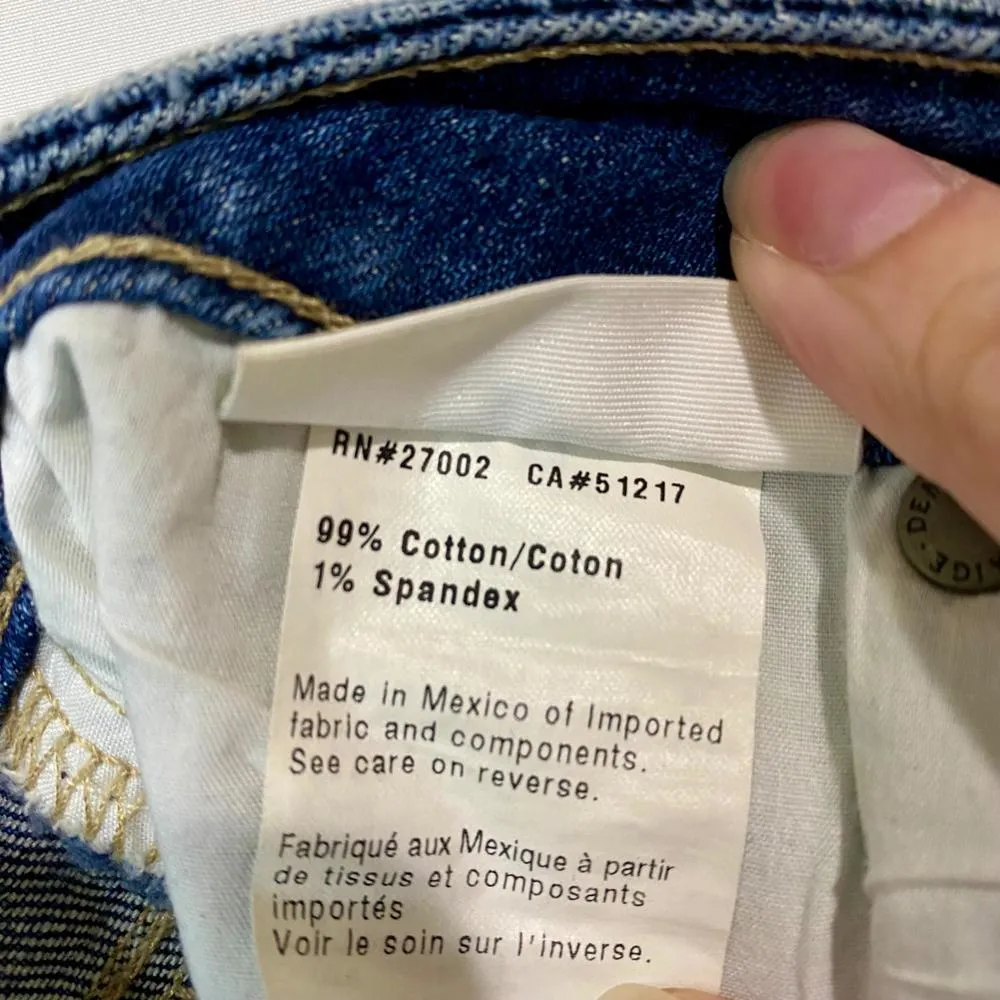 RN#27002 CA#51217
99% Cotton/Coton
1% Spandex
Made in Mexico of Imported
fabric and components.
See care on reverse.
Fabriqué aux Mexique à partir
de tissus et composants
importés
Voir le soin sur l'inverse.